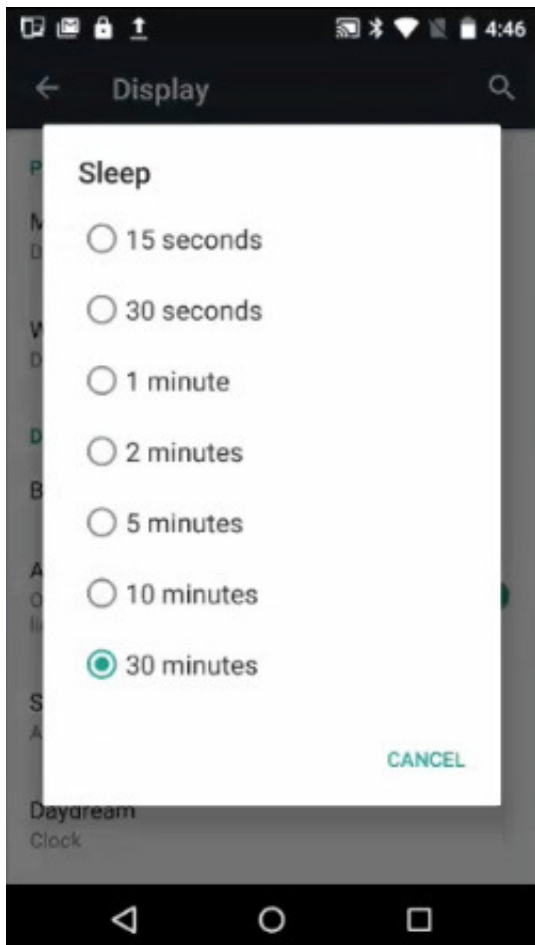 4:46
Display
Sleep
15 seconds
30 seconds
1 minute
2 minutes
5 minutes
10 minutes
30 minutes
CANCEL
Daydream
Clock